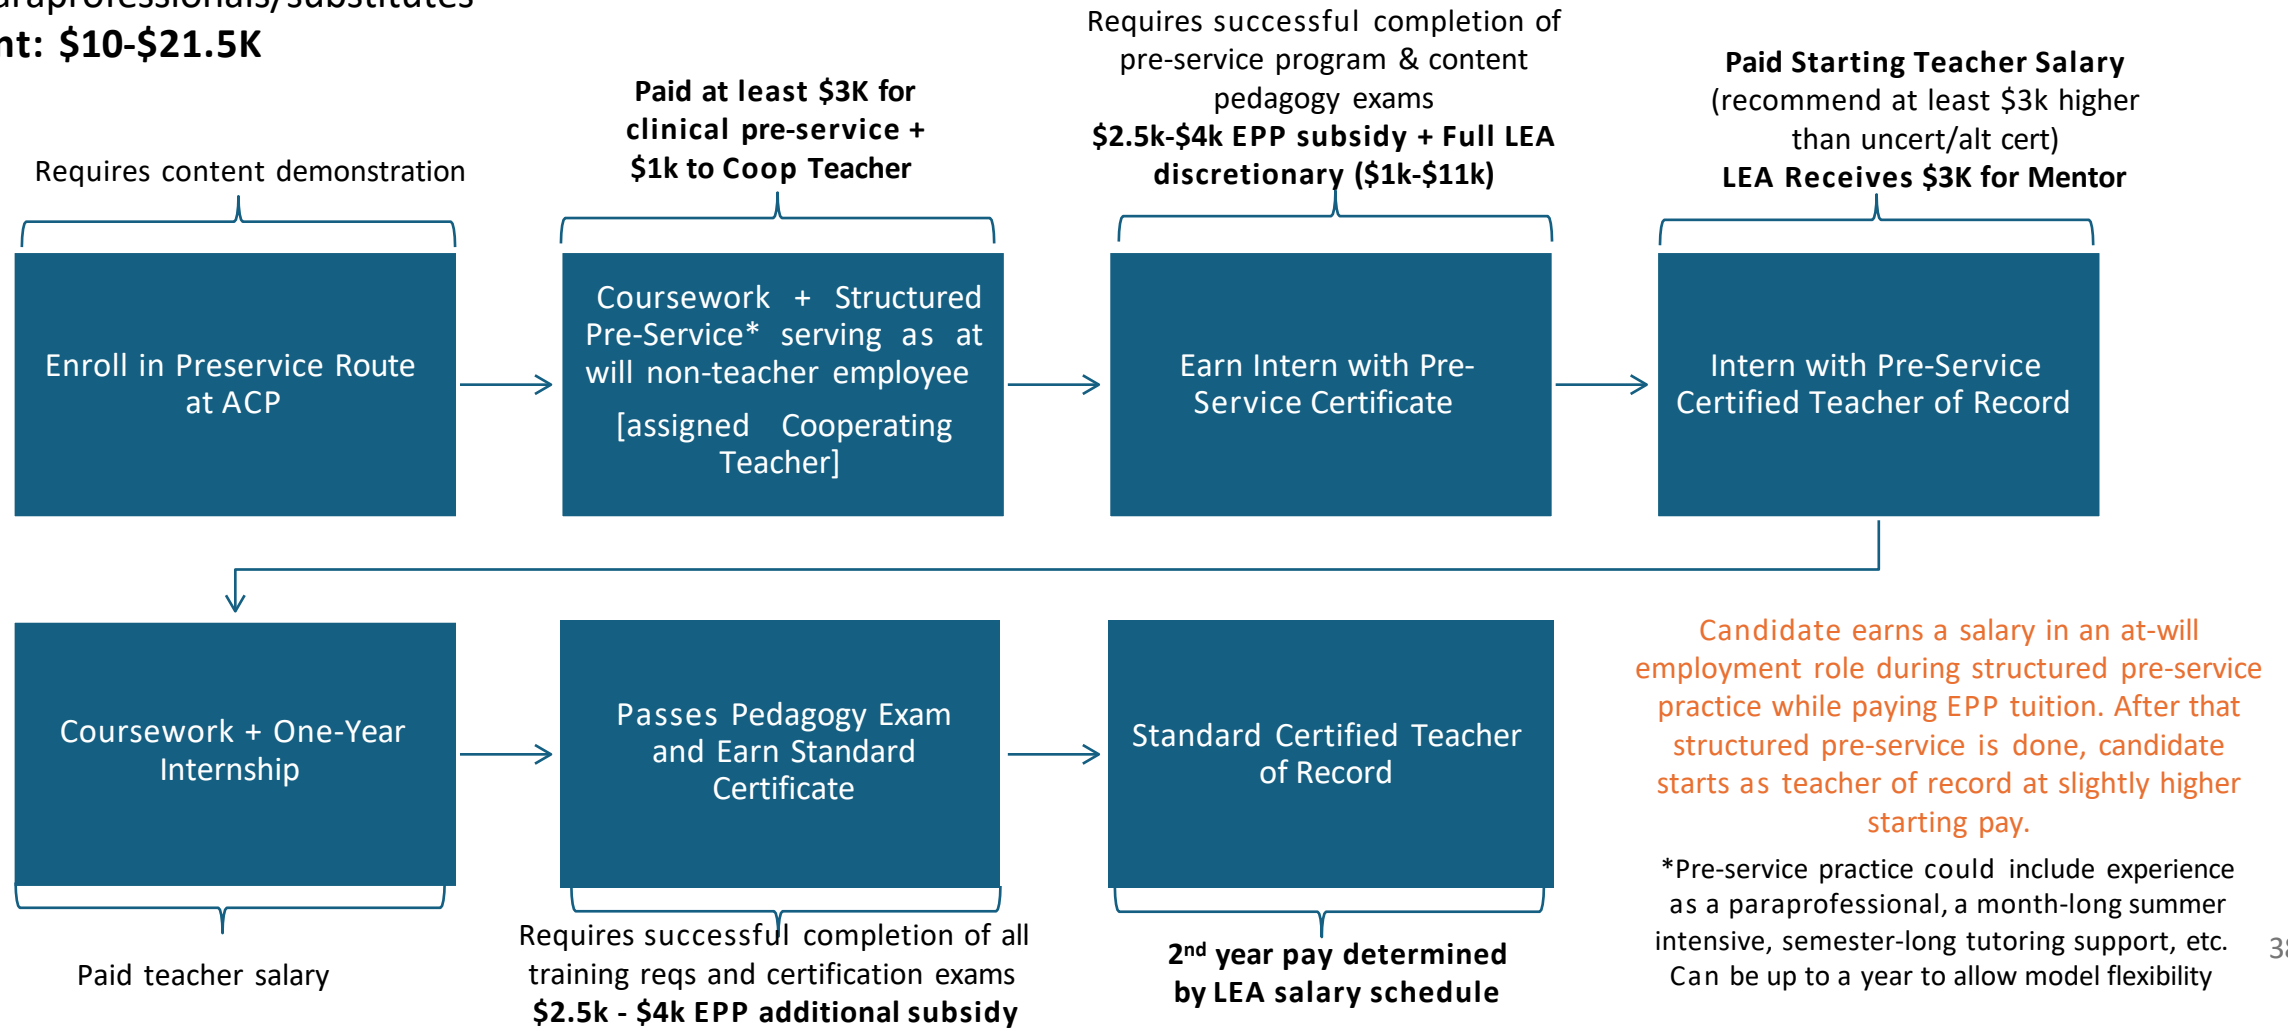 araprofessionals/substitutes
nt: $10-$21.5K
Requires content demonstration
Paid at least $3K for
clinical pre-service +
$1k to Coop Teacher
Requires successful completion of
pre-service program & content
pedagogy exams
$2.5k-$4k EPP subsidy + Full LEA
discretionary ($1k-$11k)
Paid Starting Teacher Salary
(recommend at least $3k higher
than uncert/alt cert)
LEA Receives $3K for Mentor
Enroll in Preservice Route
at ACP
Coursework + Structured
Pre-Service* serving as at
will non-teacher employee
[assigned Cooperating
Teacher]
Earn Intern with Pre-
Service Certificate
Intern with Pre-Service
Certified Teacher of Record
Coursework + One-Year
Internship
Passes Pedagogy Exam
and Earn Standard
Certificate
Standard Certified Teacher
of Record
Paid teacher salary
Requires successful completion of all
training reqs and certification exams
$2.5k - $4k EPP additional subsidy
2nd year pay determined
by LEA salary schedule
Candidate earns a salary in an at-will
employment role during structured pre-service
practice while paying EPP tuition. After that
structured pre-service is done, candidate
starts as teacher of record at slightly higher
starting pay.
*Pre-service practice could include experience
as a paraprofessional, a month-long summer
intensive, semester-long tutoring support, etc.
Can be up to a year to allow model flexibility
38